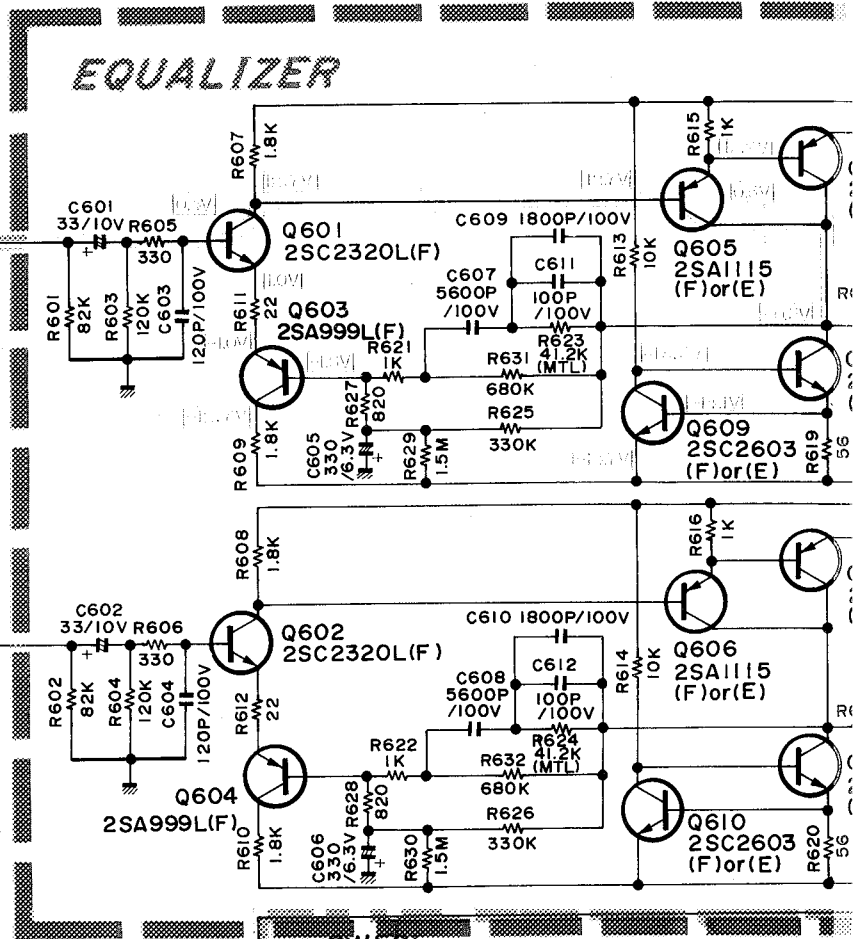 EQUALIZER
R607
1.8K
R615
1K
C601
33/10V
R605
330
Q601
2SC2320L(F)
C609 1800P/100V
R613
10K
Q605
2SA1115
(F)or(E)
R601
82K
R603
120K
C603
120P/100V
R611
22
1.0V
Q603
2SA999L(F)
C607
5600P
/100V
C611
100P
/100V
R623
41.2K
(MTL)
R621
1K
R631
680K
R627
820
R625
330K
R609
1.8K
C605
330
/6.3V
R629
1.5M
Q609
2SC2603
(F)or(E)
R619
56
R608
1.8K
R616
1K
C602
33/10V
R606
330
Q602
2SC2320L(F)
C610 1800P/100V
R614
10K
Q606
2SA1115
(F)or(E)
R602
82K
R604
120K
C604
120P/100V
R612
22
C608
5600P
/100V
C612
100P
/100V
R624
41.2K
(MTL)
R622
1K
R632
680K
Q604
2SA999L(F)
R628
820
R626
330K
R610
1.8K
C606
330
/6.3V
R630
1.5M
Q610
2SC2603
(F)or(E)
R620
56